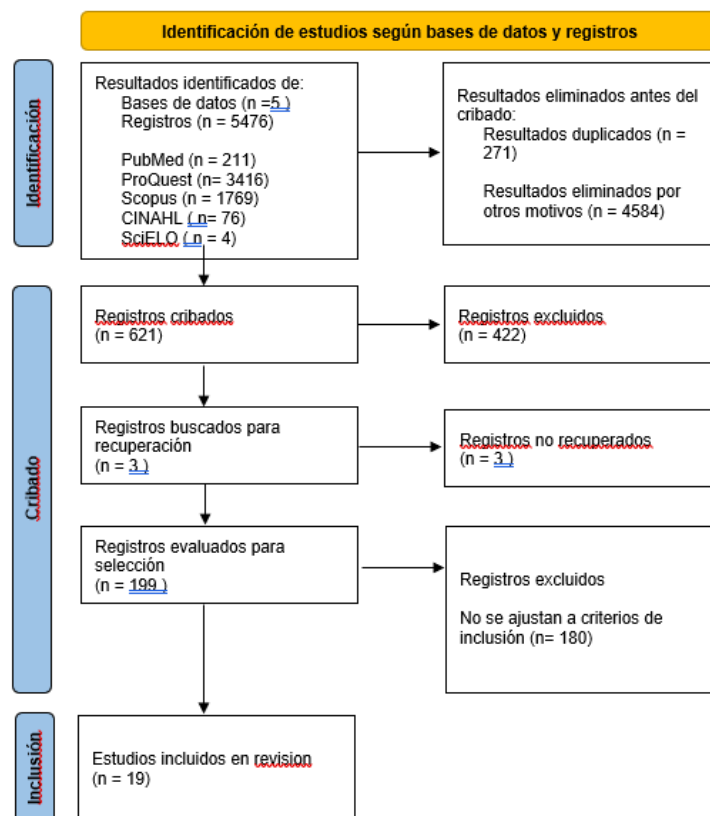 Identificación de estudios según bases de datos y registros
Identificación
Resultados identificados de:
Bases de datos (n =5 )
Registros (n = 5476)
PubMed (n = 211)
ProQuest (n= 3416)
Scopus (n = 1769)
CINAHL ( n= 76)
SciELO ( n = 4)
Resultados eliminados antes del
cribado:
Resultados duplicados (n =
271)
Resultados eliminados por
otros motivos (n = 4584)
Cribado
Registros cribados
(n = 621)
Registros excluidos
(n = 422)
Registros buscados para
recuperación
(n = 3 )
Registros no recuperados
(n = 3 )
Registros evaluados para
selección
(n = 199 )
Registros excluidos
No se ajustan a criterios de
inclusión (n= 180)
Inclusión
Estudios incluidos en revision
(n = 19)